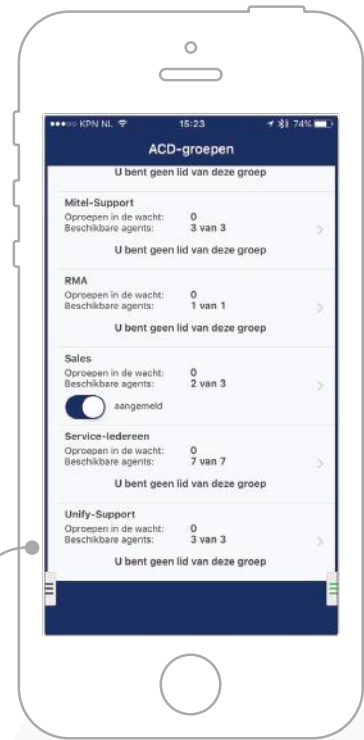 KPN NL 15:23 74%
ACD-groepen
U bent geen lid van deze groep
Mitel-Support
Oproepen in de wacht: 0
Beschikbare agents: 3 van 3
U bent geen lid van deze groep
RMA
Oproepen in de wacht: 0
Beschikbare agents: 1 van 1
U bent geen lid van deze groep
Sales
Oproepen in de wacht: 0
Beschikbare agents: 2 van 3
aangemeld
Service-Iedereen
Oproepen in de wacht: 0
Beschikbare agents: 7 van 7
U bent geen lid van deze groep
Unify-Support
Oproepen in de wacht: 0
Beschikbare agents: 3 van 3
U bent geen lid van deze groep